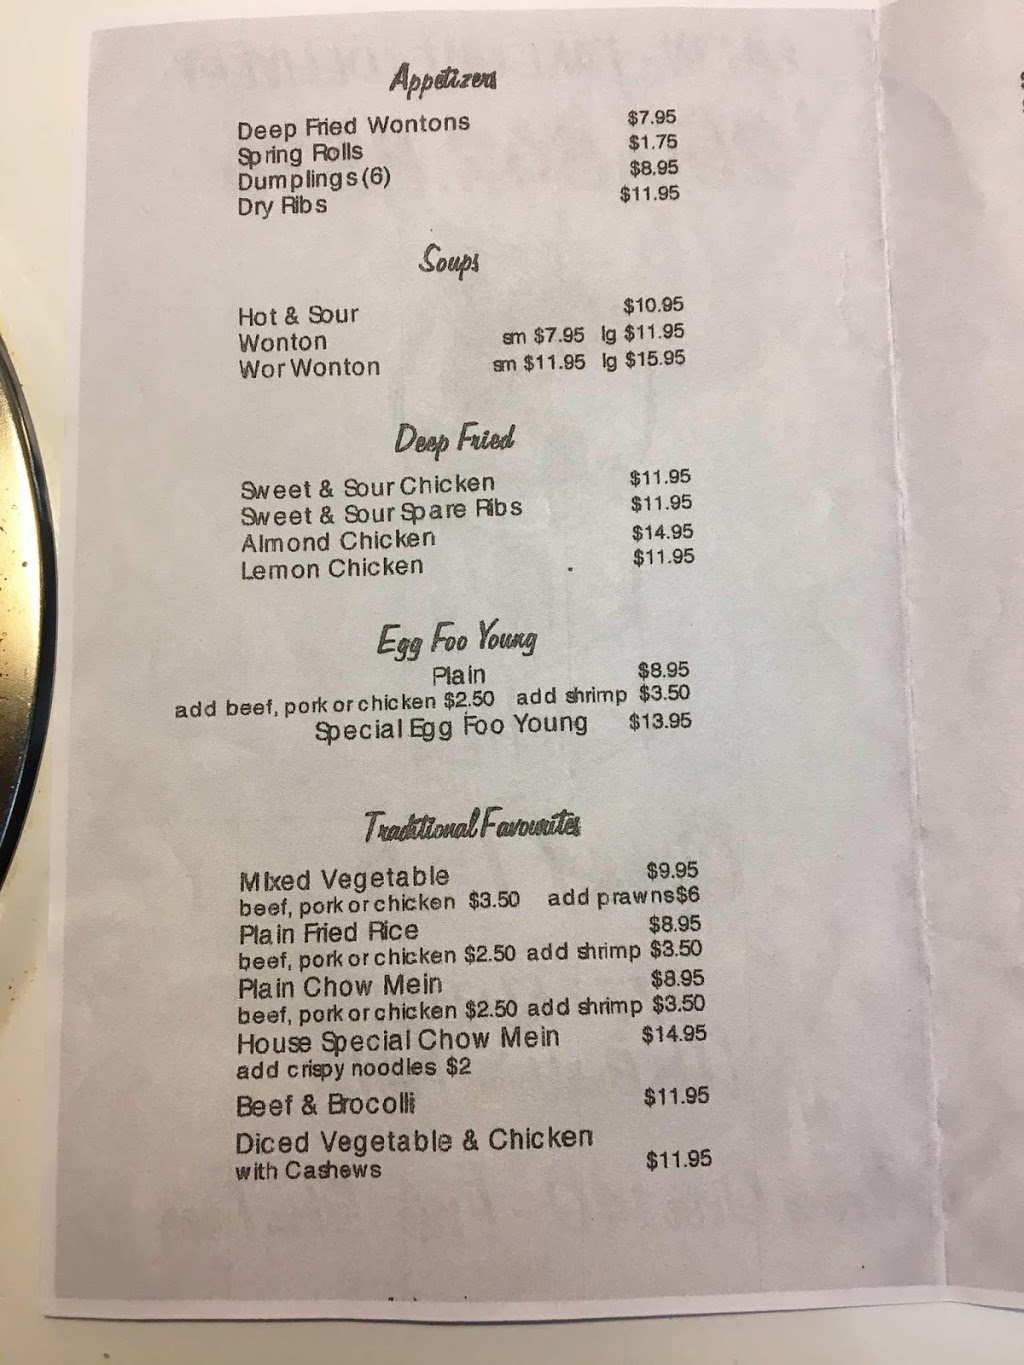 Appetizers
Deep Fried Wontons $7.95
Spring Rolls $1.75
Dumplings (6) $8.95
Dry Ribs $11.95
Soups
Hot & Sour $10.95
Wonton sm $7.95 lg $11.95
Wor Wonton sm $11.95 lg $15.95
Deep Fried
Sweet & Sour Chicken $11.95
Sweet & Sour Spare Ribs $11.95
Almond Chicken $14.95
Lemon Chicken $11.95
Egg Foo Young
Plain $8.95
add beef, pork or chicken $2.50 add shrimp $3.50
Special Egg Foo Young $13.95
Traditional Favourites
Mixed Vegetable $9.95
beef, pork or chicken $3.50 add prawns $6
Plain Fried Rice $8.95
beef, pork or chicken $2.50 add shrimp $3.50
Plain Chow Mein $8.95
beef, pork or chicken $2.50 add shrimp $3.50
House Special Chow Mein $14.95
add crispy noodles $2
Beef & Brocolli $11.95
Diced Vegetable & Chicken
with Cashews $11.95